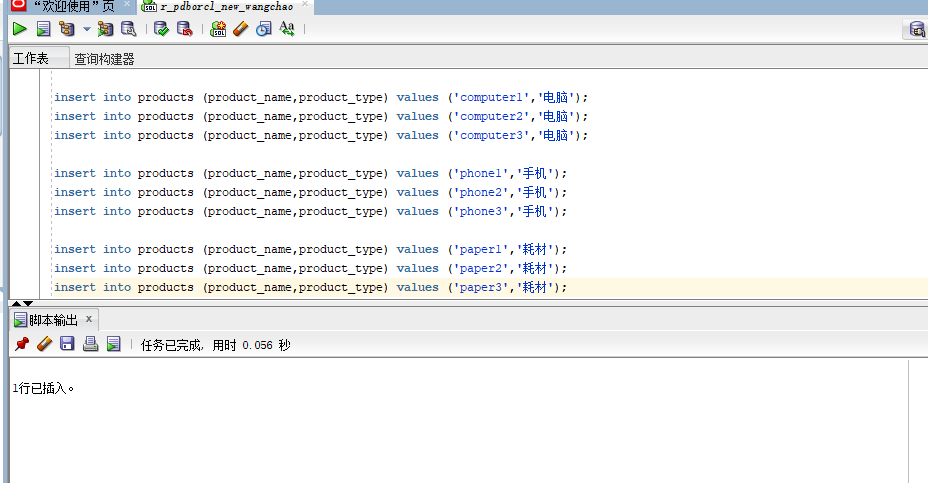 “欢迎使用”页
r_pdborcl_new_wangchao
工作表 查询构建器
insert into products (product_name,product_type) values ('computer1','电脑');
insert into products (product_name,product_type) values ('computer2','电脑');
insert into products (product_name,product_type) values ('computer3','电脑');
insert into products (product_name,product_type) values ('phone1','手机');
insert into products (product_name,product_type) values ('phone2','手机');
insert into products (product_name,product_type) values ('phone3','手机');
insert into products (product_name,product_type) values ('paper1','耗材');
insert into products (product_name,product_type) values ('paper2','耗材');
insert into products (product_name,product_type) values ('paper3','耗材');
脚本输出 x
任务已完成, 用时 0.056 秒
1行已插入。